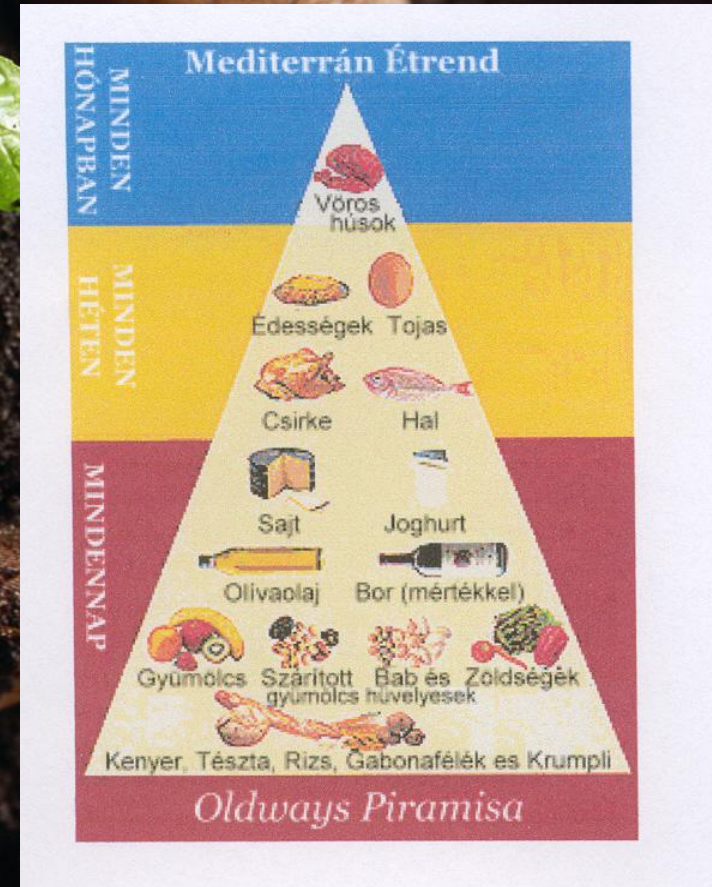 Mediterrán Étrend
MINDEN
HÓNAPBAN
Vörös
húsok
MINDEN
HÉTEN
Édességek Tojas
Csirke Hal
MINDENNAP
Sajt Joghurt
Olívaolaj Bor (mértékkel)
Gyümölcs Szárított Bab és Zöldségék
gyümölcs hüvelyesek
Kenyer, Tészta, Rizs, Gabonafélék es Krumpli
Oldways Piramisa